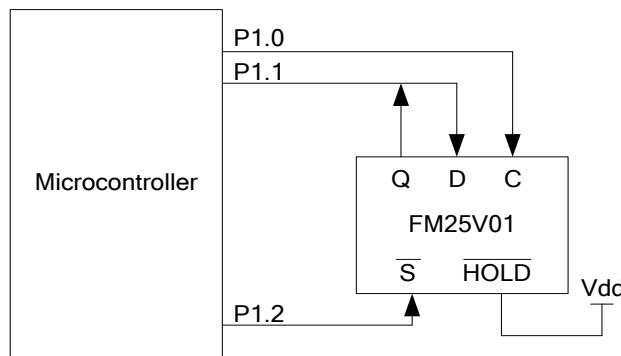 P1.0
P1.1
Microcontroller
Q D C
FM25V01
S HOLD
Vdd
P1.2